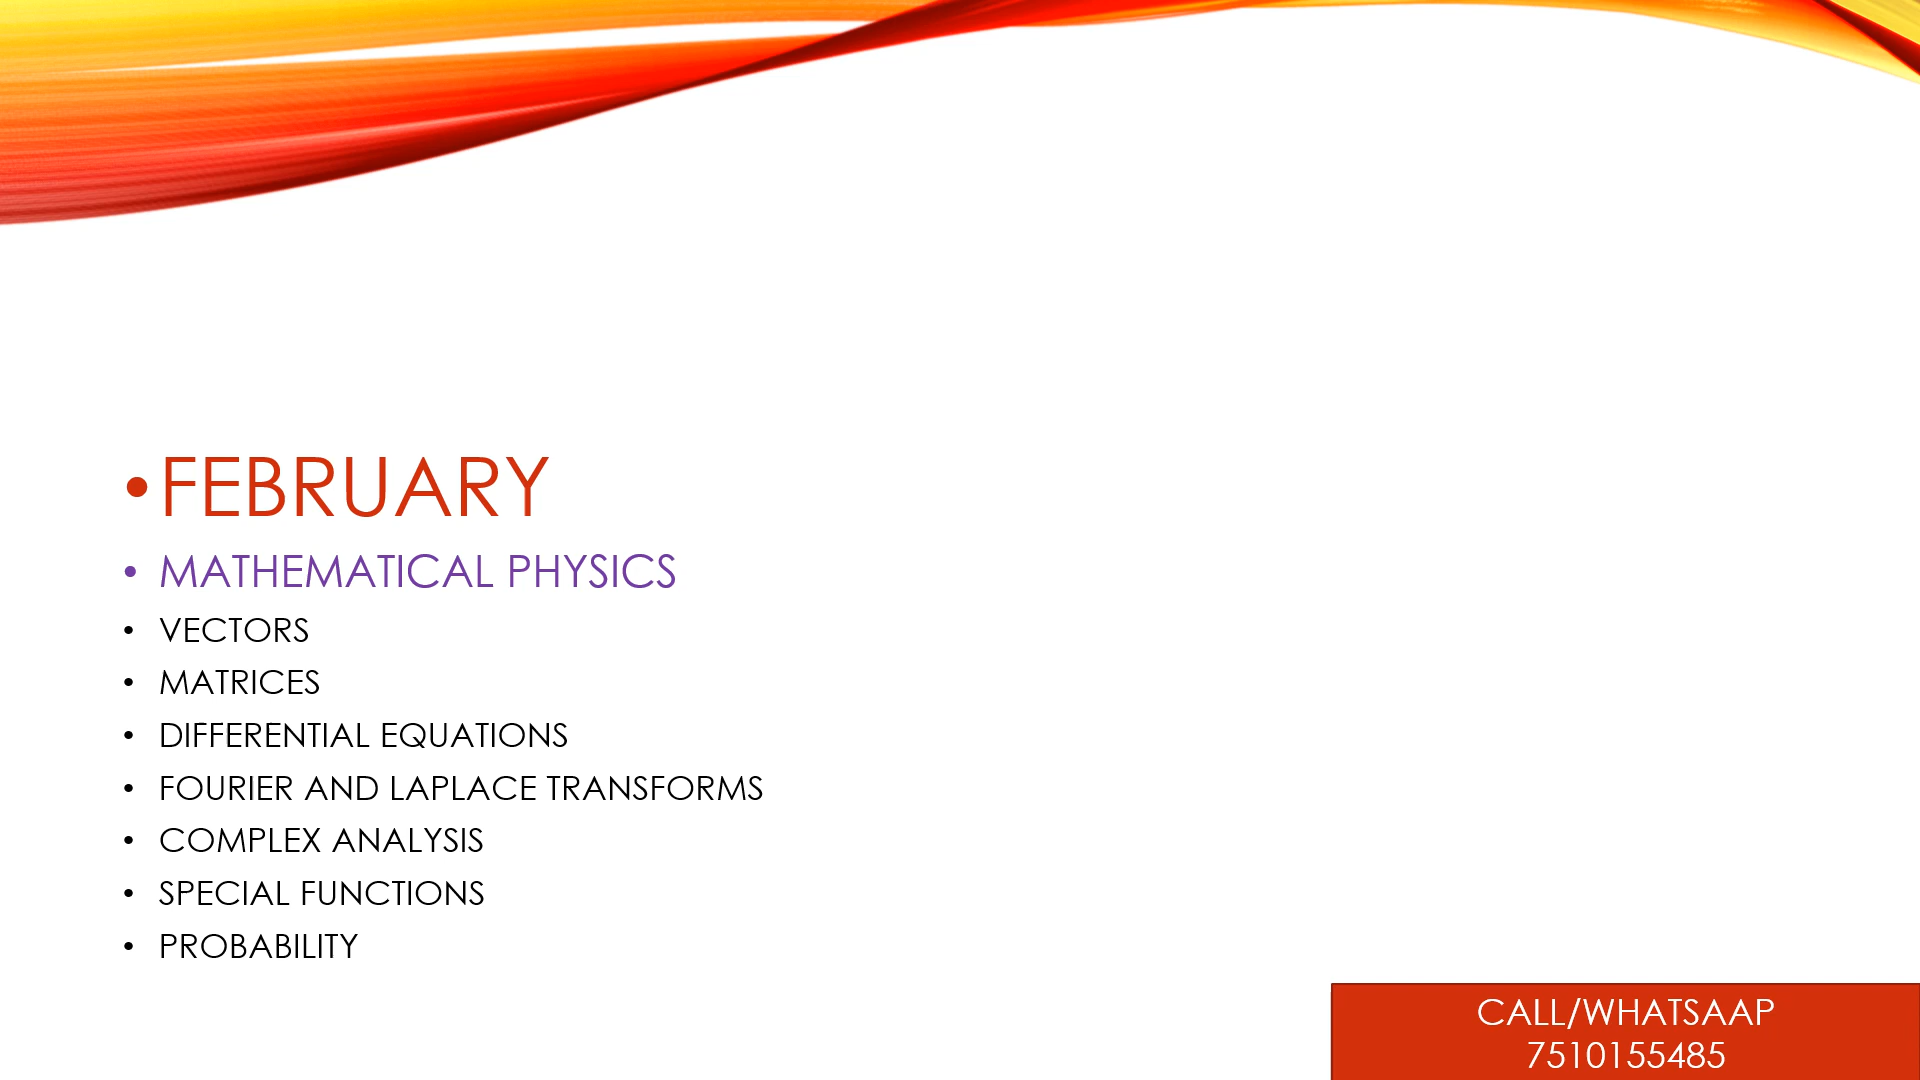 •FEBRUARY
• MATHEMATICAL PHYSICS
• VECTORS
• MATRICES
• DIFFERENTIAL EQUATIONS
• FOURIER AND LAPLACE TRANSFORMS
• COMPLEX ANALYSIS
• SPECIAL FUNCTIONS
• PROBABILITY
CALL/WHATSAAP
7510155485